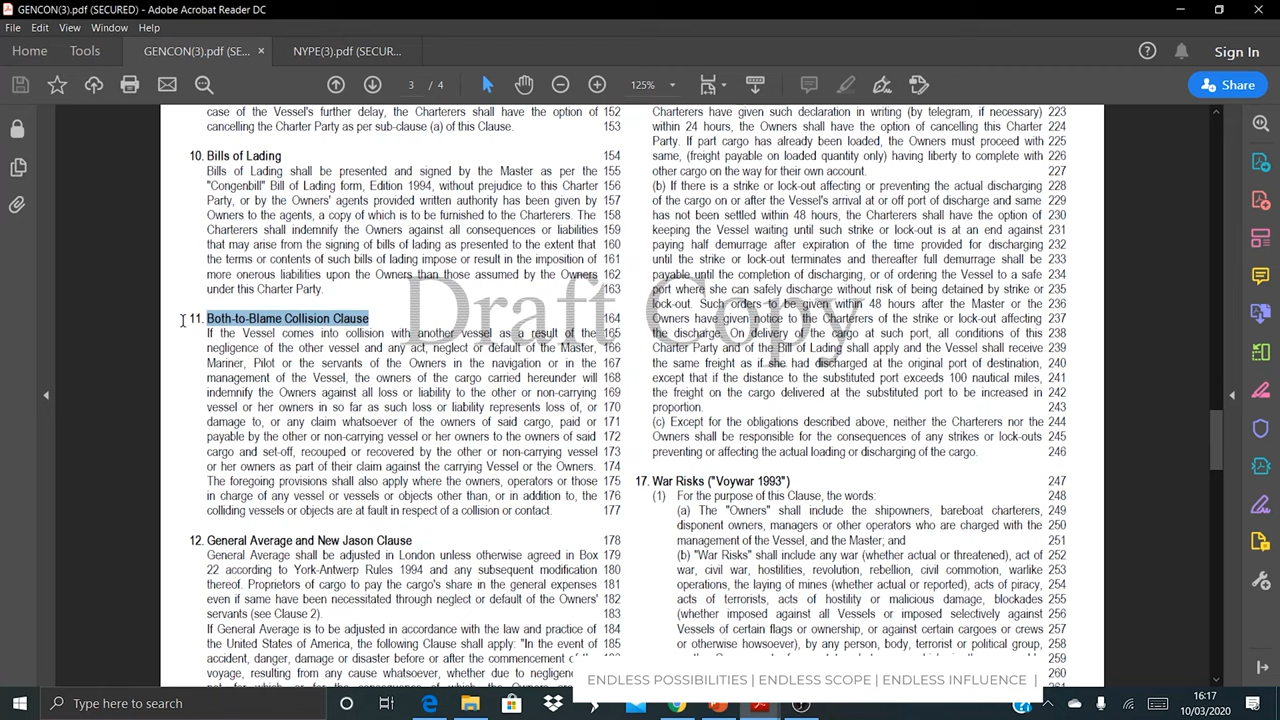 GENCON(3).pdf (SECURED) - Adobe Acrobat Reader DC
File Edit View Window Help
Home Tools GENCON(3).pdf (SE... × NYPE(3).pdf (SECUR... Sign In
3 / 4 125% Share
case of the Vessel's further delay, the Charterers shall have the option of 152
cancelling the Charter Party as per sub-clause (a) of this Clause. 153
10. Bills of Lading 154
Bills of Lading shall be presented and signed by the Master as per the 155
"Congenbill" Bill of Lading form, Edition 1994, without prejudice to this Charter 156
Party, or by the Owners' agents provided written authority has been given by 157
Owners to the agents, a copy of which is to be furnished to the Charterers. The 158
Charterers shall indemnify the Owners against all consequences or liabilities 159
that may arise from the signing of bills of lading as presented to the extent that 160
the terms or contents of such bills of lading impose or result in the imposition of 161
more onerous liabilities upon the Owners than those assumed by the Owners 162
under this Charter Party. 163
11. Both-to-Blame Collision Clause 164
If the Vessel comes into collision with another vessel as a result of the 165
negligence of the other vessel and any act, neglect or default of the Master, 166
Mariner, Pilot or the servants of the Owners in the navigation or in the 167
management of the Vessel, the owners of the cargo carried hereunder will 168
indemnify the Owners against all loss or liability to the other or non-carrying 169
vessel or her owners in so far as such loss or liability represents loss of, or 170
damage to, or any claim whatsoever of the owners of said cargo, paid or 171
payable by the other or non-carrying vessel or her owners to the owners of said 172
cargo and set-off, recouped or recovered by the other or non-carrying vessel 173
or her owners as part of their claim against the carrying Vessel or the Owners. 174
The foregoing provisions shall also apply where the owners, operators or those 175
in charge of any vessel or vessels or objects other than, or in addition to, the 176
colliding vessels or objects are at fault in respect of a collision or contact. 177
12. General Average and New Jason Clause 178
General Average shall be adjusted in London unless otherwise agreed in Box 179
22 according to York-Antwerp Rules 1994 and any subsequent modification 180
thereof. Proprietors of cargo to pay the cargo's share in the general expenses 181
even if same have been necessitated through neglect or default of the Owners' 182
servants (see Clause 2). 183
If General Average is to be adjusted in accordance with the law and practice of 184
the United States of America, the following Clause shall apply: "In the event of 185
accident, danger, damage or disaster before or after the commencement
voyage, resulting from any cause whatsoever, whether due to negligen
Charterers have given such declaration in writing (by telegram, if necessary) 223
within 24 hours, the Owners shall have the option of cancelling this Charter 224
Party. If part cargo has already been loaded, the Owners must proceed with 225
same, (freight payable on loaded quantity only) having liberty to complete with 226
other cargo on the way for their own account. 227
(b) If there is a strike or lock-out affecting or preventing the actual discharging 228
of the cargo on or after the Vessel's arrival at or off port of discharge and same 229
has not been settled within 48 hours, the Charterers shall have the option of 230
keeping the Vessel waiting until such strike or lock-out is at an end against 231
paying half demurrage after expiration of the time provided for discharging 232
until the strike or lock-out terminates and thereafter full demurrage shall be 233
payable until the completion of discharging, or of ordering the Vessel to a safe 234
port where she can safely discharge without risk of being detained by strike or 235
lock-out. Such orders to be given within 48 hours after the Master or the 236
Owners have given notice to the Charterers of the strike or lock-out affecting 237
the discharge. On delivery of the cargo at such port, all conditions of this 238
Charter Party and of the Bill of Lading shall apply and the Vessel shall receive 239
the same freight as if she had discharged at the original port of destination, 240
except that if the distance to the substituted port exceeds 100 nautical miles, 241
the freight on the cargo delivered at the substituted port to be increased in 242
proportion. 243
(c) Except for the obligations described above, neither the Charterers nor the 244
Owners shall be responsible for the consequences of any strikes or lock-outs 245
preventing or affecting the actual loading or discharging of the cargo. 246
17. War Risks ("Voywar 1993") 247
(1) For the purpose of this Clause, the words: 248
(a) The "Owners" shall include the shipowners, bareboat charterers, 249
disponent owners, managers or other operators who are charged with the 250
management of the Vessel, and the Master; and 251
(b) "War Risks" shall include any war (whether actual or threatened), act of 252
war, civil war, hostilities, revolution, rebellion, civil commotion, warlike 253
operations, the laying of mines (whether actual or reported), acts of piracy, 254
acts of terrorists, acts of hostility or malicious damage, blockades 255
(whether imposed against all Vessels or imposed selectively against 256
Vessels of certain flags or ownership, or against certain cargoes or crews 257
or otherwise howsoever), by any person, body, terrorist or political group, 258
259
Draft Copy
ENDLESS POSSIBILITIES | ENDLESS SCOPE | ENDLESS INFLUENCE |
Type here to search
16:17
10/03/2020